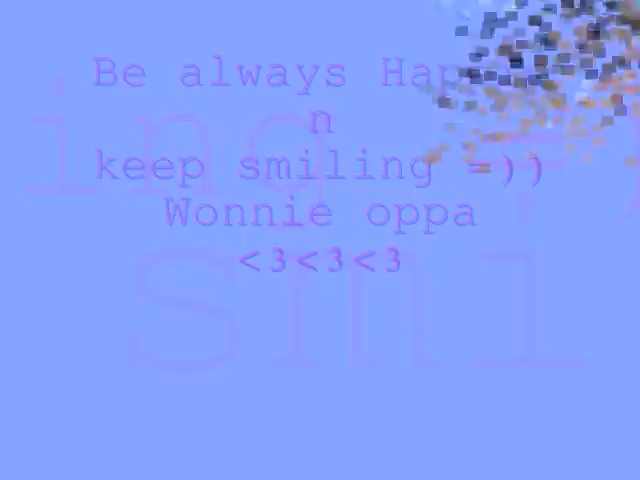 Be always Hap
n
keep smiling =))
Wonnie oppa
<3<3<3